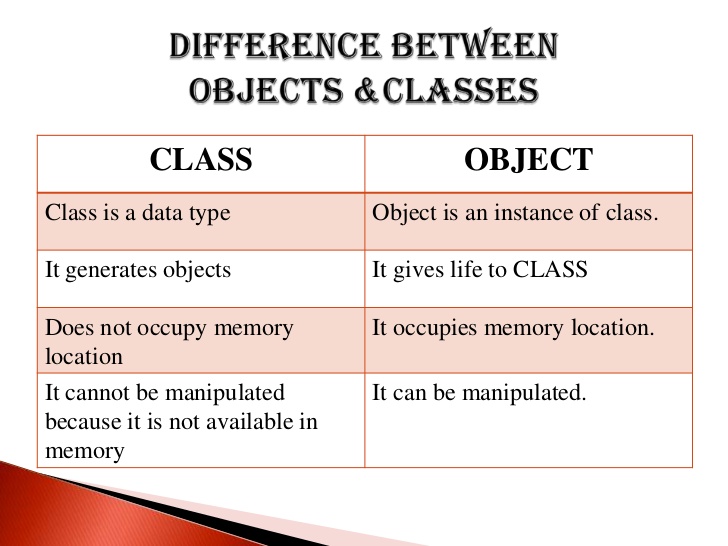 DIFFERENCE BETWEEN
OBJECTS &CLASSES
CLASS
OBJECT
Class is a data type
Object is an instance of class.
It generates objects
It gives life to CLASS
Does not occupy memory
location
It occupies memory location.
It cannot be manipulated
because it is not available in
memory
It can be manipulated.